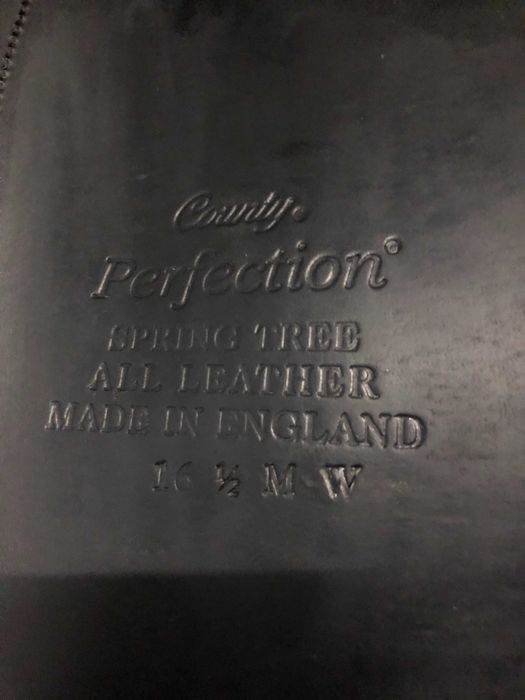 County®
Perfection®
SPRING TREE
ALL LEATHER
MADE IN ENGLAND
16 ½ M-W